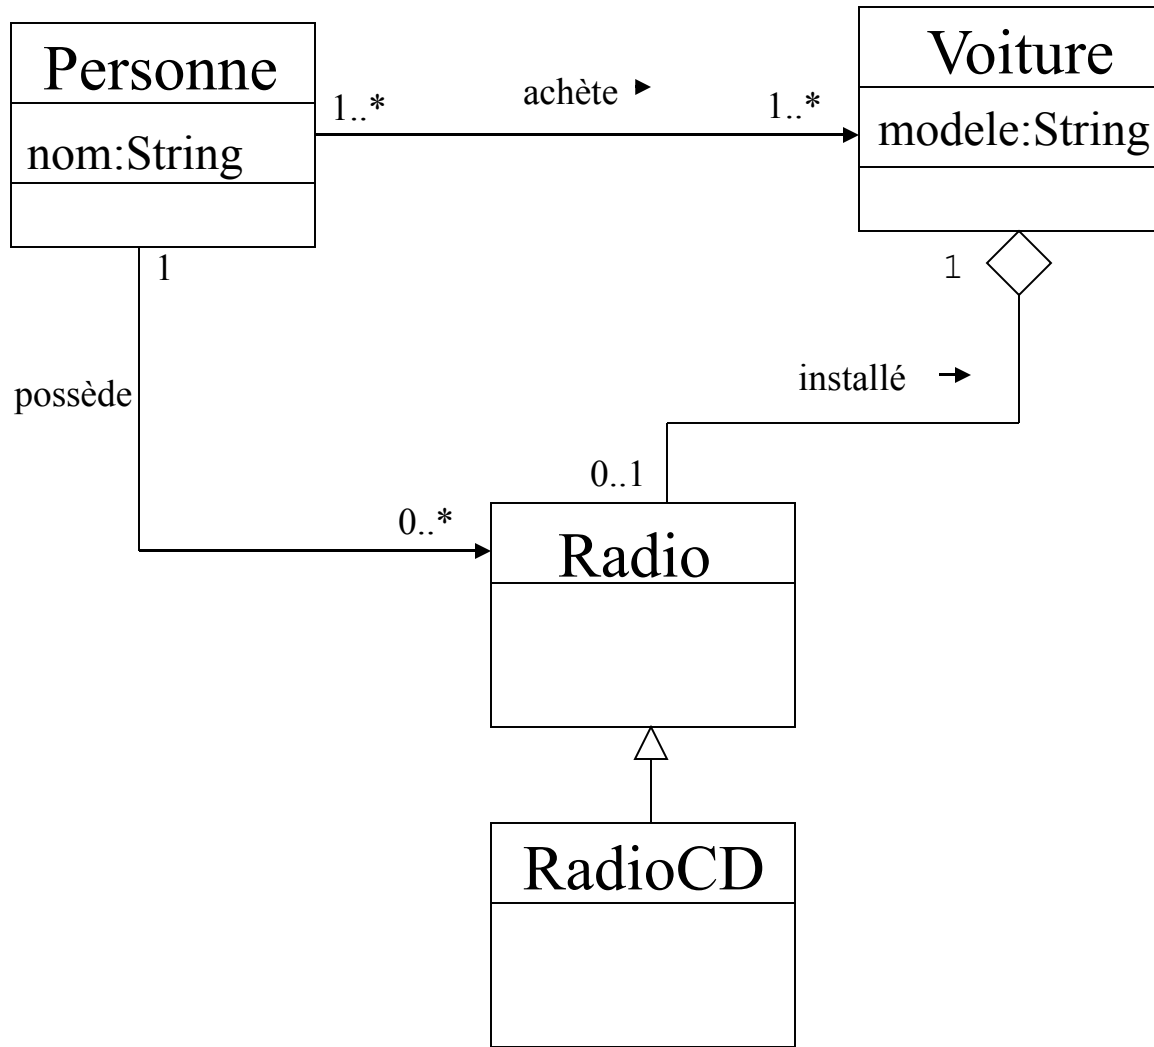 Personne
nom:String
1..*
achète
1..*
Voiture
modele:String
1
1
possède
installé
0..1
0..*
Radio
RadioCD